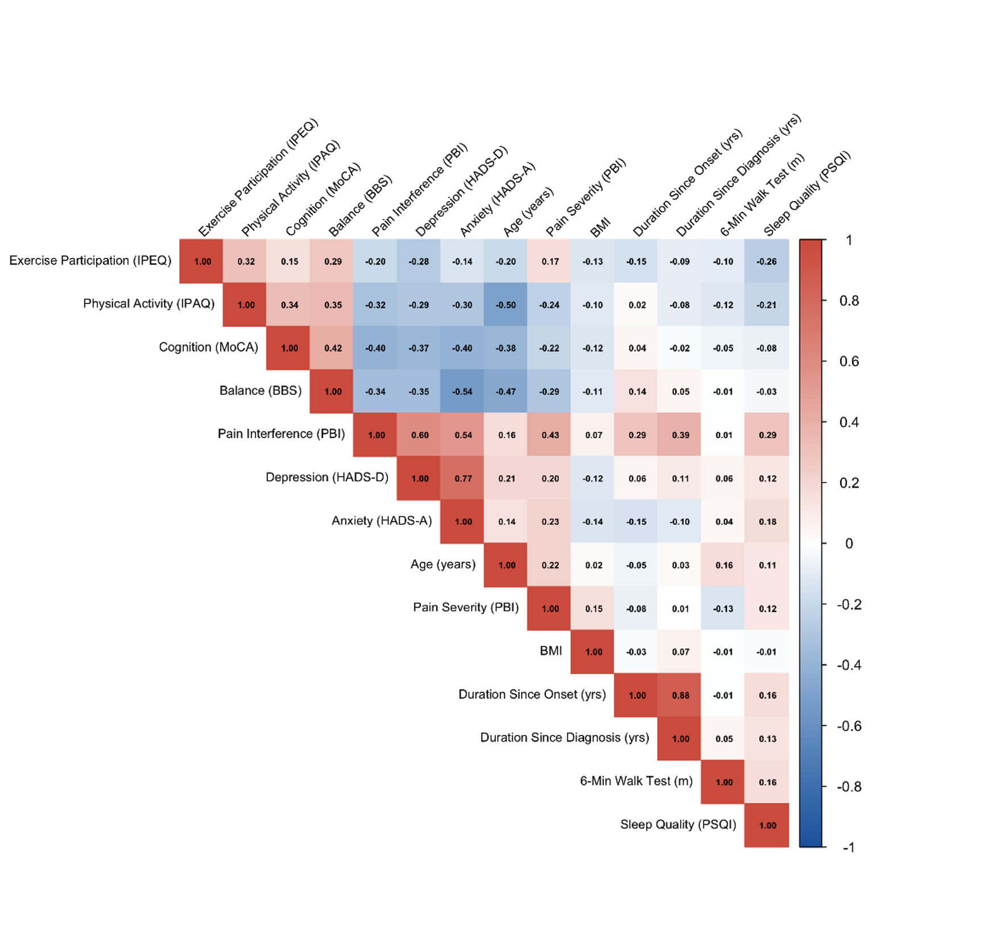 Exercise Participation (IPEQ)
Physical Activity (IPAQ)
Cognition (MoCA)
Balance (BBS)
Pain Interference (PBI)
Depression (HADS-D)
Anxiety (HADS-A)
Age (years)
Pain Severity (PBI)
BMI
Duration Since Onset (yrs)
Duration Since Diagnosis (yrs)
6-Min Walk Test (m)
Sleep Quality (PSQI)
Exercise Participation (IPEQ) 1.00 0.32 0.15 0.29 -0.20 -0.28 -0.14 -0.20 0.17 -0.13 -0.15 -0.09 -0.10 -0.26
Physical Activity (IPAQ) 1.00 0.34 0.35 -0.32 -0.29 -0.30 -0.50 -0.24 -0.10 0.02 -0.08 -0.12 -0.21
Cognition (MoCA) 1.00 0.42 -0.40 -0.37 -0.40 -0.38 -0.22 -0.12 0.04 -0.02 -0.05 -0.08
Balance (BBS) 1.00 -0.34 -0.35 -0.54 -0.47 -0.29 -0.11 0.14 0.05 -0.01 -0.03
Pain Interference (PBI) 1.00 0.60 0.54 0.16 0.43 0.07 0.29 0.39 0.01 0.29
Depression (HADS-D) 1.00 0.77 0.21 0.20 -0.12 0.06 0.11 0.06 0.12
Anxiety (HADS-A) 1.00 0.14 0.23 -0.14 -0.15 -0.10 0.04 0.18
Age (years) 1.00 0.22 0.02 -0.05 0.03 0.16 0.11
Pain Severity (PBI) 1.00 0.15 -0.08 0.01 -0.13 0.12
BMI 1.00 -0.03 0.07 -0.01 -0.01
Duration Since Onset (yrs) 1.00 0.88 -0.01 0.16
Duration Since Diagnosis (yrs) 1.00 0.05 0.13
6-Min Walk Test (m) 1.00 0.16
Sleep Quality (PSQI) 1.00
1
0.8
0.6
0.4
0.2
0
-0.2
-0.4
-0.6
-0.8
-1